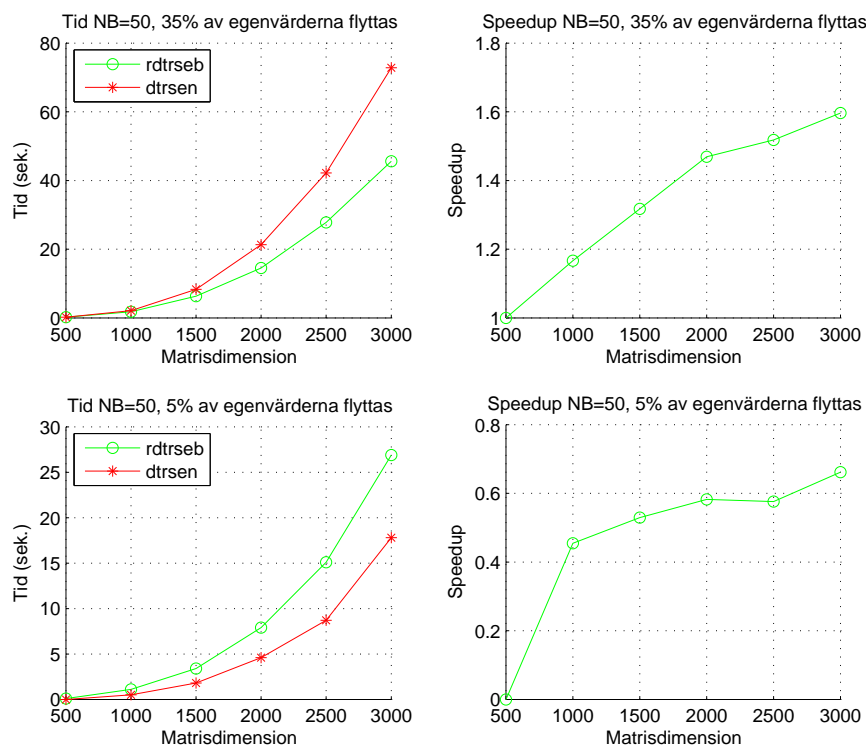 Tid NB=50, 35% av egenvärderna flyttas
80
60
40
20
0
Tid (sek.)
rdtrseb
dtrsen
500 1000 1500 2000 2500 3000
Matrisdimension
Speedup NB=50, 35% av egenvärderna flyttas
1.8
1.6
1.4
1.2
1
Speedup
500 1000 1500 2000 2500 3000
Matrisdimension
Tid NB=50, 5% av egenvärderna flyttas
30
25
20
15
10
5
0
Tid (sek.)
rdtrseb
dtrsen
500 1000 1500 2000 2500 3000
Matrisdimension
Speedup NB=50, 5% av egenvärderna flyttas
0.8
0.6
0.4
0.2
0
Speedup
500 1000 1500 2000 2500 3000
Matrisdimension